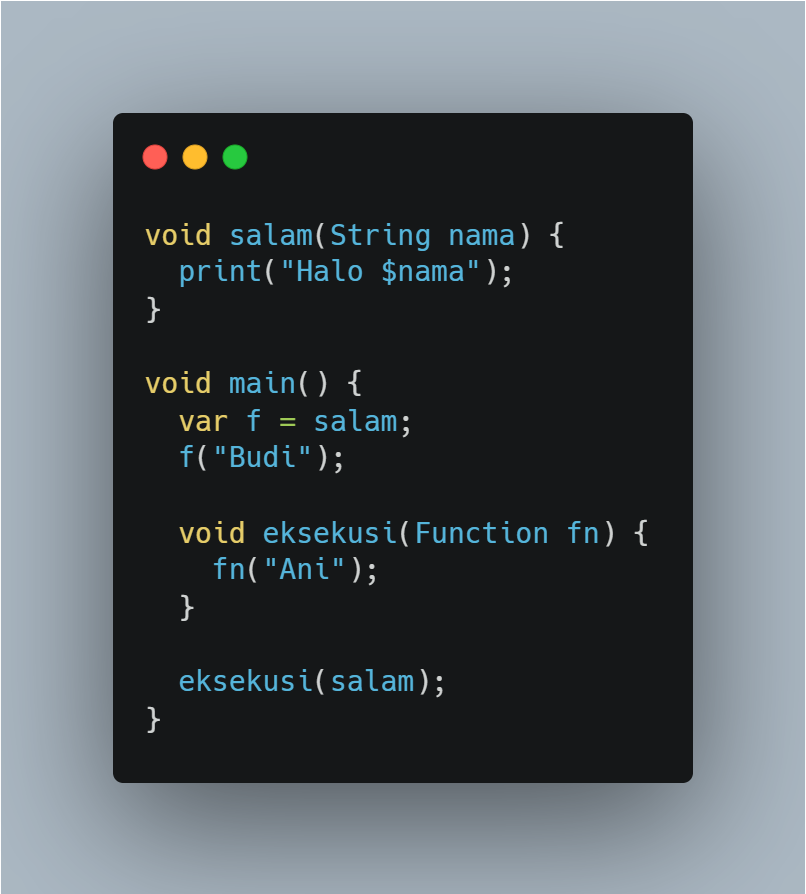 void salam(String nama) {
  print("Halo $nama");
}

void main() {
  var f = salam;
  f("Budi");

  void eksekusi(Function fn) {
    fn("Ani");
  }

  eksekusi(salam);
}